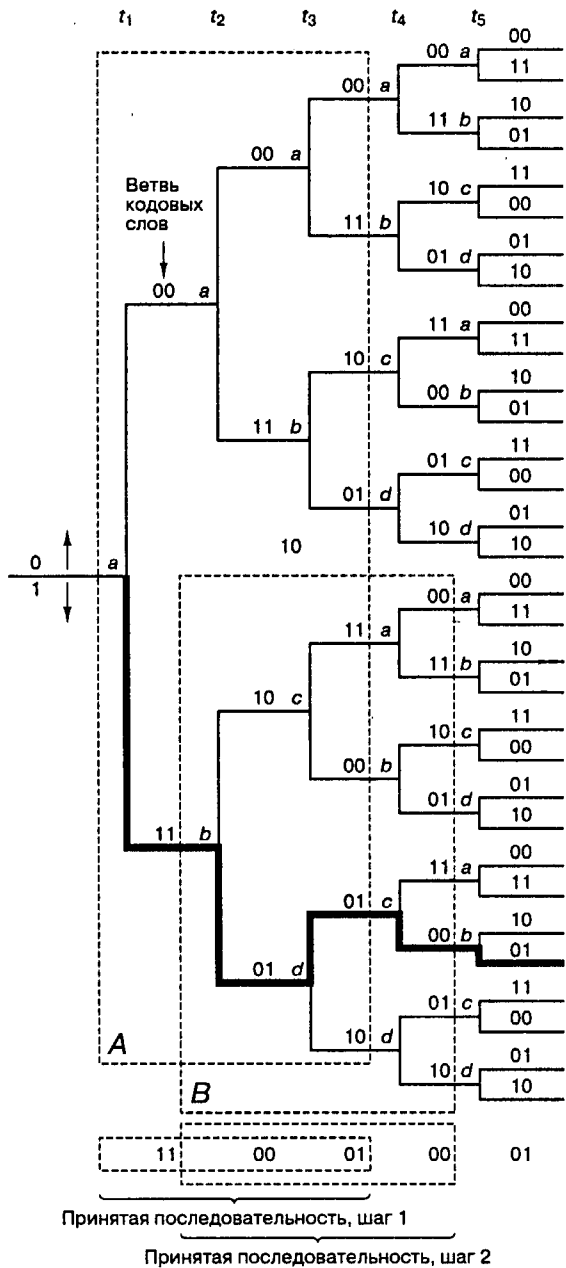 t1 t2 t3 t4 t5
00
00 a
11
00 a
10
11 b
01
00 a
11
Ветвь
кодовых
слов
10 c
00
11 b
01
01 d
10
00 a
00
11 a
11
10 c
10
00 b
01
11 b
11
01 c
00
01 d
01
10 d
10
0 a
1
10
00
00 a
11
11 a
10
11 b
01
10 c
11
10 c
00
00 b
01
01 d
10
11 b
00
11 a
11
01 c
10
00 b
01
01 d
11
01 c
00
10 d
01
10 d
10
A
B
11 00 01 00 01
Принятая последовательность, шаг 1
Принятая последовательность, шаг 2